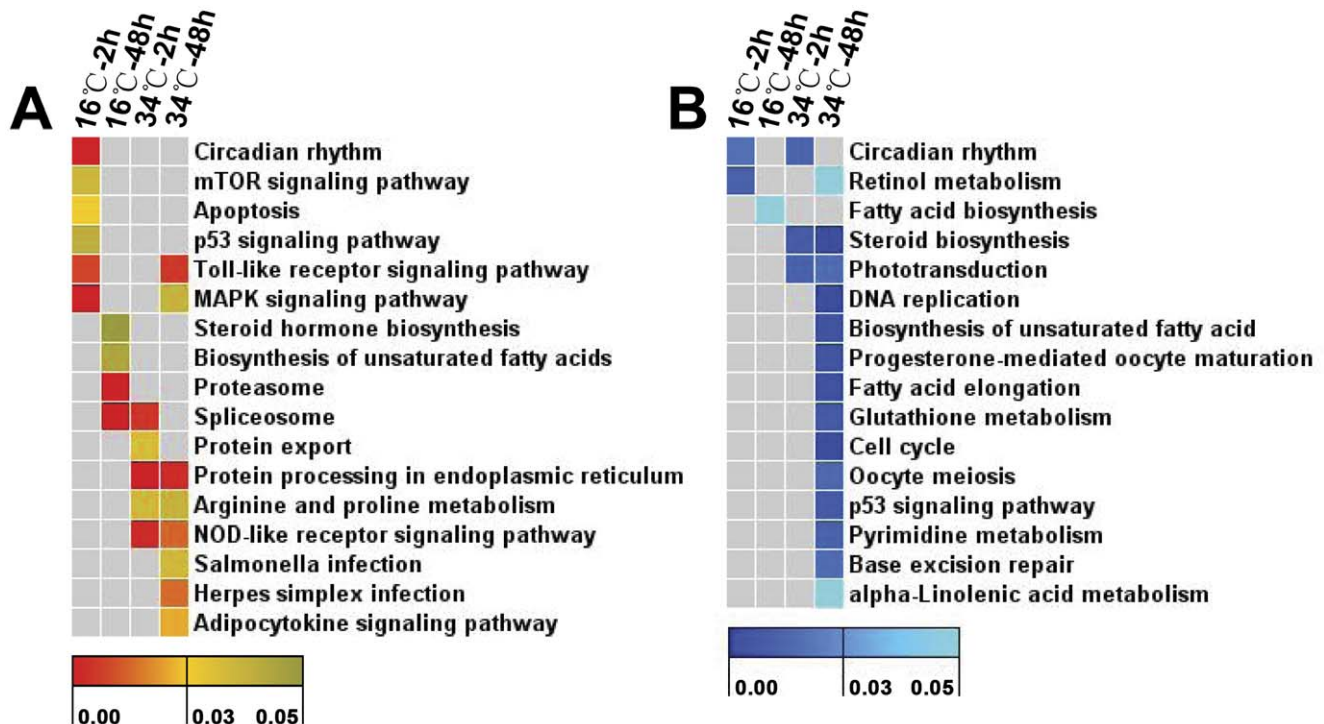 A
16℃-2h
16℃-48h
34℃-2h
34℃-48h
Circadian rhythm
mTOR signaling pathway
Apoptosis
p53 signaling pathway
Toll-like receptor signaling pathway
MAPK signaling pathway
Steroid hormone biosynthesis
Biosynthesis of unsaturated fatty acids
Proteasome
Spliceosome
Protein export
Protein processing in endoplasmic reticulum
Arginine and proline metabolism
NOD-like receptor signaling pathway
Salmonella infection
Herpes simplex infection
Adipocytokine signaling pathway
0.00 0.03 0.05
B
16℃-2h
16℃-48h
34℃-2h
34℃-48h
Circadian rhythm
Retinol metabolism
Fatty acid biosynthesis
Steroid biosynthesis
Phototransduction
DNA replication
Biosynthesis of unsaturated fatty acid
Progesterone-mediated oocyte maturation
Fatty acid elongation
Glutathione metabolism
Cell cycle
Oocyte meiosis
p53 signaling pathway
Pyrimidine metabolism
Base excision repair
alpha-Linolenic acid metabolism
0.00 0.03 0.05